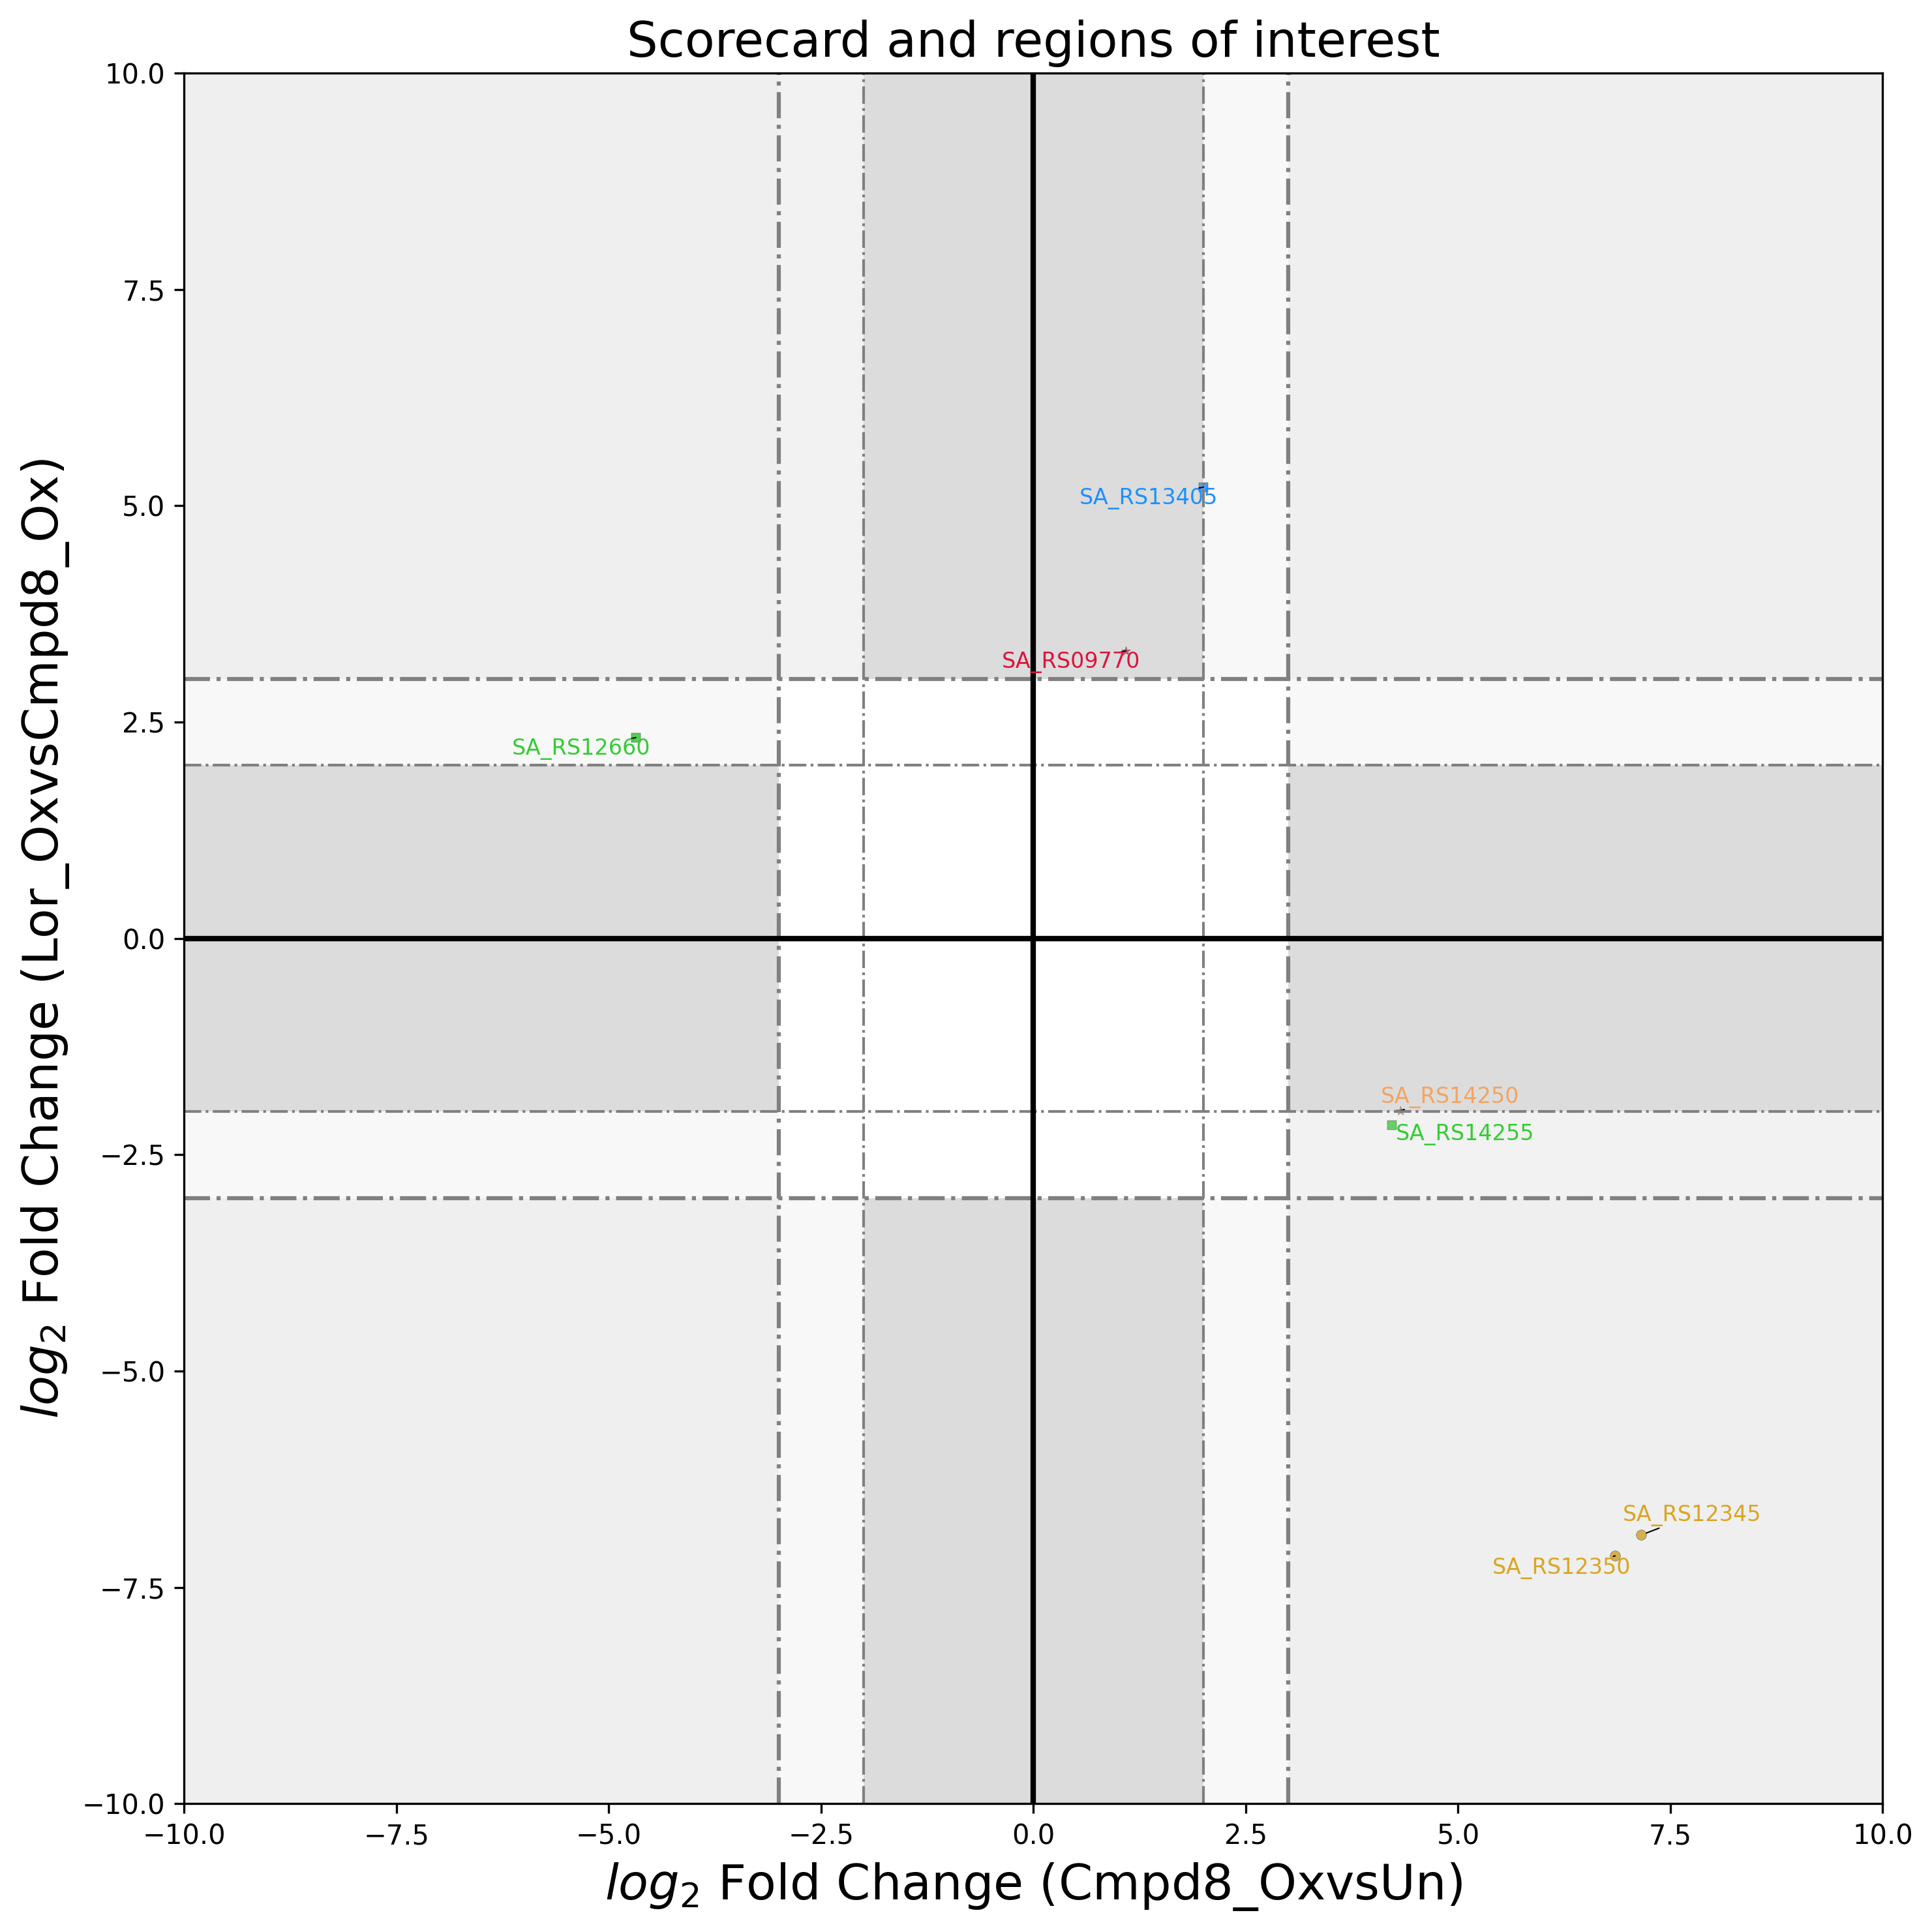 Scorecard and regions of interest
10.0
7.5
5.0
2.5
0.0
−2.5
−5.0
−7.5
−10.0
log2 Fold Change (Lor_OxvsCmpd8_Ox)
SA_RS13405
SA_RS09770
SA_RS12660
SA_RS14250
SA_RS14255
SA_RS12345
SA_RS12350
−10.0 −7.5 −5.0 −2.5 0.0 2.5 5.0 7.5 10.0
log2 Fold Change (Cmpd8_OxvsUn)